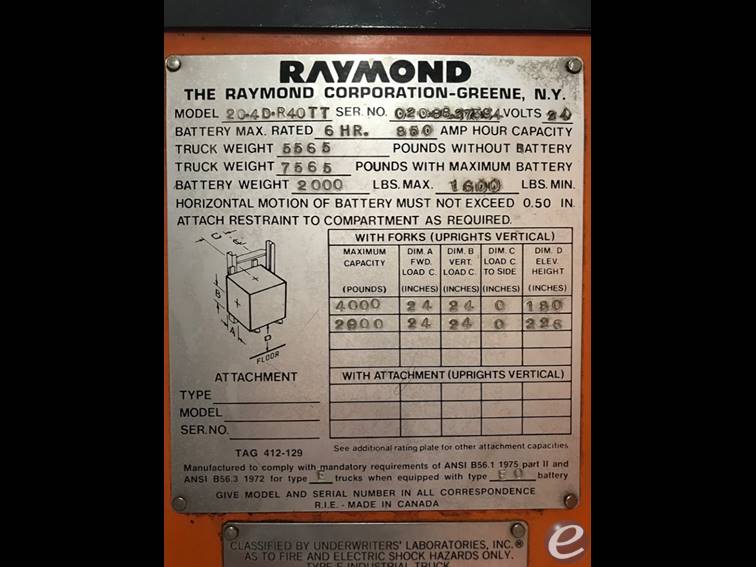 RAYMOND
THE RAYMOND CORPORATION-GREENE, N.Y.
MODEL 20-4D-R40TT SER. NO. VOLTS 24
BATTERY MAX. RATED 6 HR. 850 AMP HOUR CAPACITY
TRUCK WEIGHT 5565 POUNDS WITHOUT BATTERY
TRUCK WEIGHT 7565 POUNDS WITH MAXIMUM BATTERY
BATTERY WEIGHT 2000 LBS. MAX. 1600 LBS. MIN.
HORIZONTAL MOTION OF BATTERY MUST NOT EXCEED 0.50 IN.
ATTACH RESTRAINT TO COMPARTMENT AS REQUIRED.
WITH FORKS (UPRIGHTS VERTICAL)
MAXIMUM CAPACITY (POUNDS) DIM. A FWD. LOAD C. (INCHES) DIM. B VERT. LOAD C. (INCHES) DIM. C LOAD C. TO SIDE (INCHES) DIM. D ELEV. HEIGHT (INCHES)
4000 24 24 0 180
2800 24 24 0 226
C
B
A
D
FLOOR
ATTACHMENT
WITH ATTACHMENT (UPRIGHTS VERTICAL)
TYPE
MODEL
SER. NO.
TAG 412-129
See additional rating plate for other attachment capacities
Manufactured to comply with mandatory requirements of ANSI B56.1 1975 part II and
ANSI B56.3 1972 for type E trucks when equipped with type EO battery
GIVE MODEL AND SERIAL NUMBER IN ALL CORRESPONDENCE
R.I.E. - MADE IN CANADA
CLASSIFIED BY UNDERWRITERS' LABORATORIES, INC.®
AS TO FIRE AND ELECTRIC SHOCK HAZARDS ONLY.
TYPE E INDUSTRIAL TRUCK
e